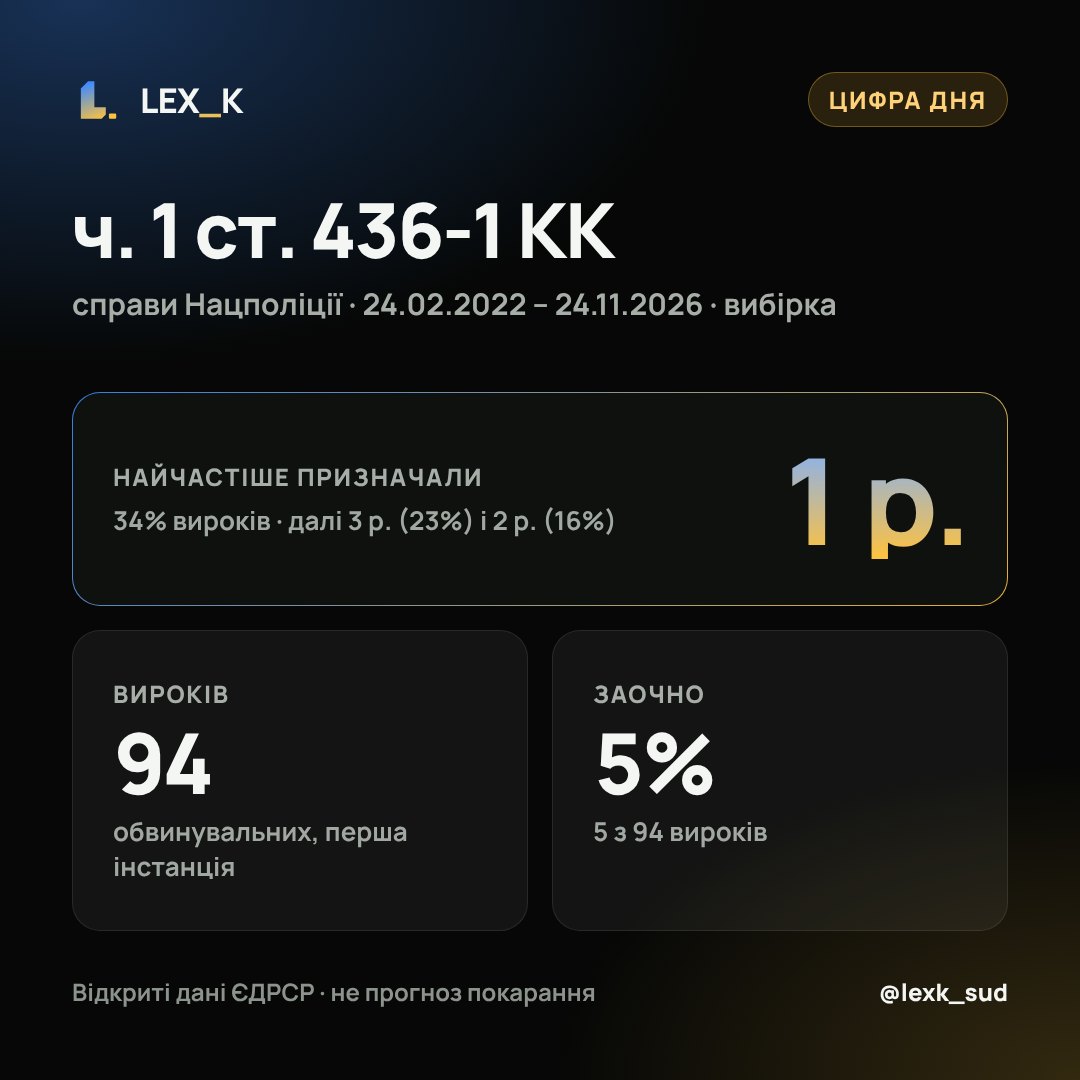 LEX_K
ЦИФРА ДНЯ
ч. 1 ст. 436-1 КК
справи Нацполіції · 24.02.2022 – 24.11.2026 · вибірка
НАЙЧАСТІШЕ ПРИЗНАЧАЛИ
34% вироків · далі 3 р. (23%) і 2 р. (16%)
1 р.
ВИРОКІВ
94
обвинувальних, перша
інстанція
ЗАОЧНО
5%
5 з 94 вироків
Відкриті дані ЄДРСР · не прогноз покарання
@lexk_sud